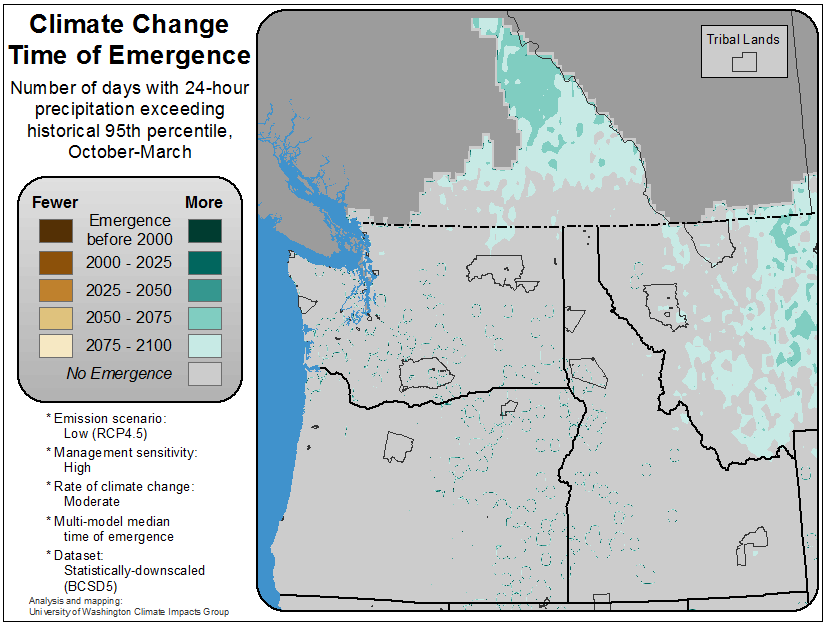 Climate Change
Time of Emergence
Number of days with 24-hour
precipitation exceeding
historical 95th percentile,
October-March
Fewer More
Emergence
before 2000
2000 - 2025
2025 - 2050
2050 - 2075
2075 - 2100
No Emergence
* Emission scenario:
Low (RCP4.5)
* Management sensitivity:
High
* Rate of climate change:
Moderate
* Multi-model median
time of emergence
* Dataset:
Statistically-downscaled
(BCSD5)
Analysis and mapping:
University of Washington Climate Impacts Group
Tribal Lands